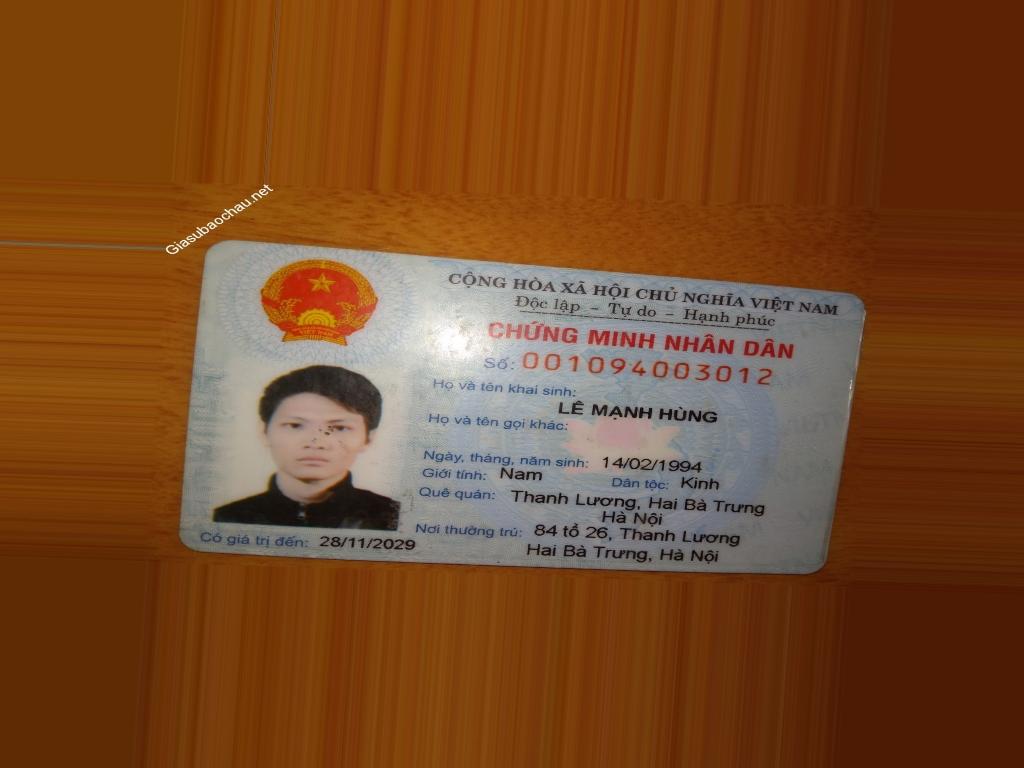 Giasubaochau.net
CỘNG HÒA XÃ HỘI CHỦ NGHĨA VIỆT NAM
Độc lập - Tự do - Hạnh phúc
CHỨNG MINH NHÂN DÂN
Số: 001094003012
Họ và tên khai sinh:
LÊ MẠNH HÙNG
Họ và tên gọi khác:
Ngày, tháng, năm sinh: 14/02/1994
Giới tính: Nam Dân tộc: Kinh
Quê quán: Thanh Lương, Hai Bà Trưng
Hà Nội
Nơi thường trú: 84 tổ 26, Thanh Lương
Hai Bà Trưng, Hà Nội
Có giá trị đến: 28/11/2029